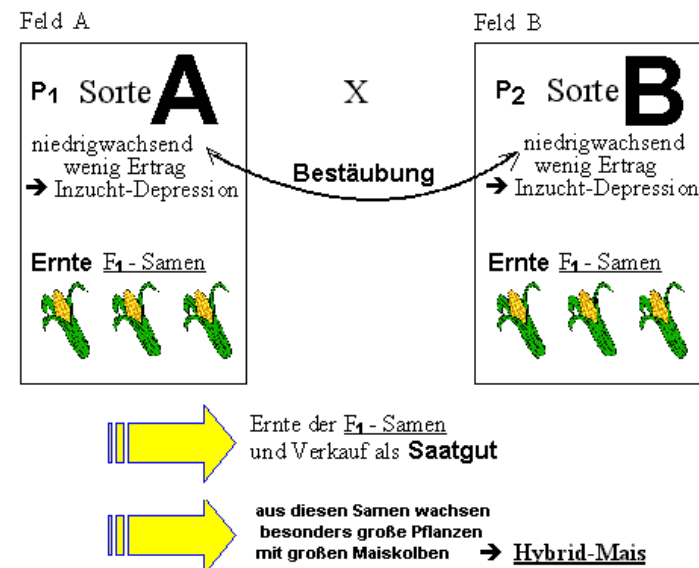 Feld A
P1 Sorte A
niedrigwachsend
wenig Ertrag
➔ Inzucht-Depression
Ernte F1 - Samen
X
Bestäubung
Feld B
P2 Sorte B
niedrigwachsend
wenig Ertrag
➔ Inzucht-Depression
Ernte F1 - Samen
Ernte der F1 - Samen
und Verkauf als Saatgut
aus diesen Samen wachsen
besonders große Pflanzen
mit großen Maiskolben ➔ Hybrid-Mais